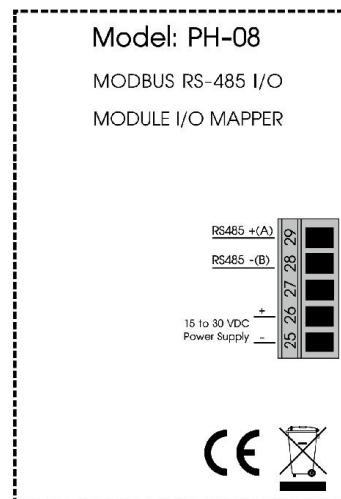 Model: PH-08
MODBUS RS-485 I/O
MODULE I/O MAPPER
RS485 +(A) 29
RS485 -(B) 28
27
+ 26
15 to 30 VDC
Power Supply - 25
CE